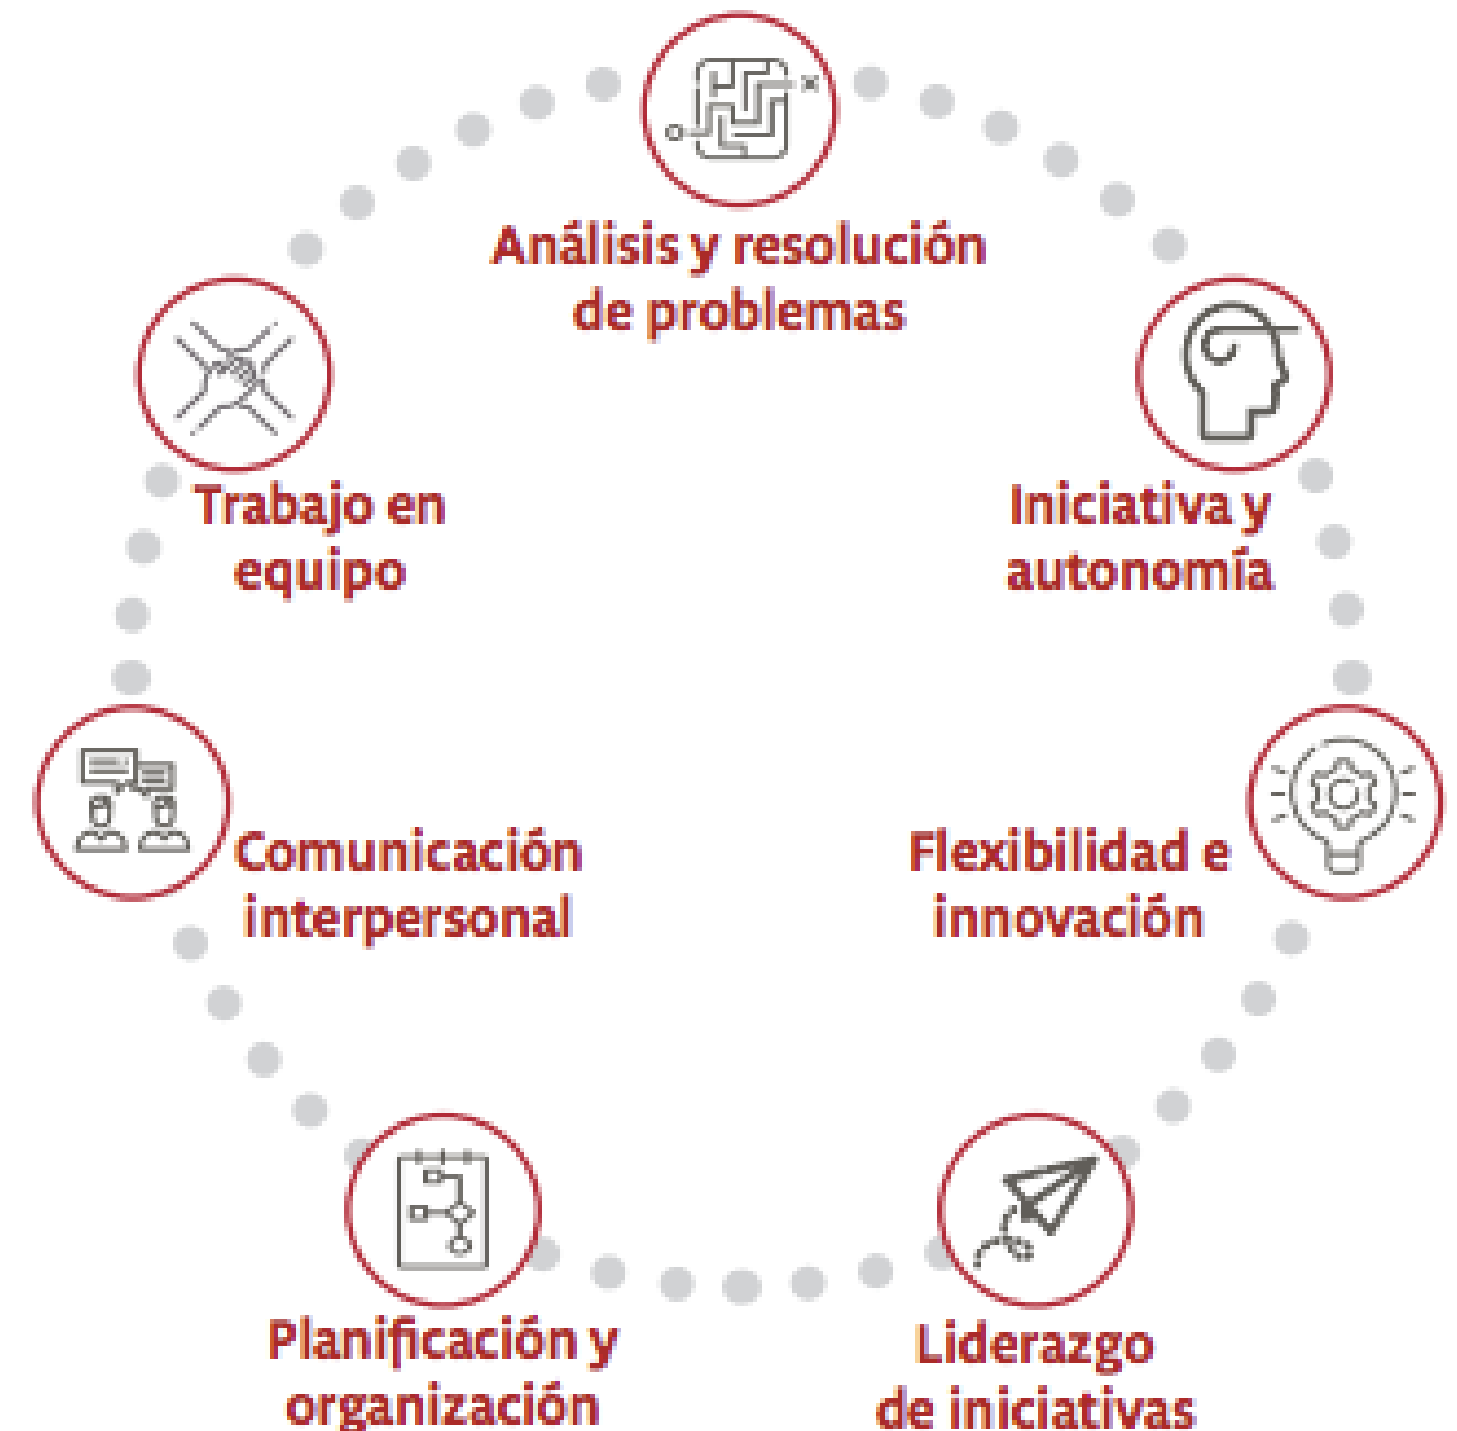 Análisis y resolución
de problemas
Trabajo en
equipo
Iniciativa y
autonomía
Comunicación
interpersonal
Flexibilidad e
innovación
Planificación y
organización
Liderazgo
de iniciativas